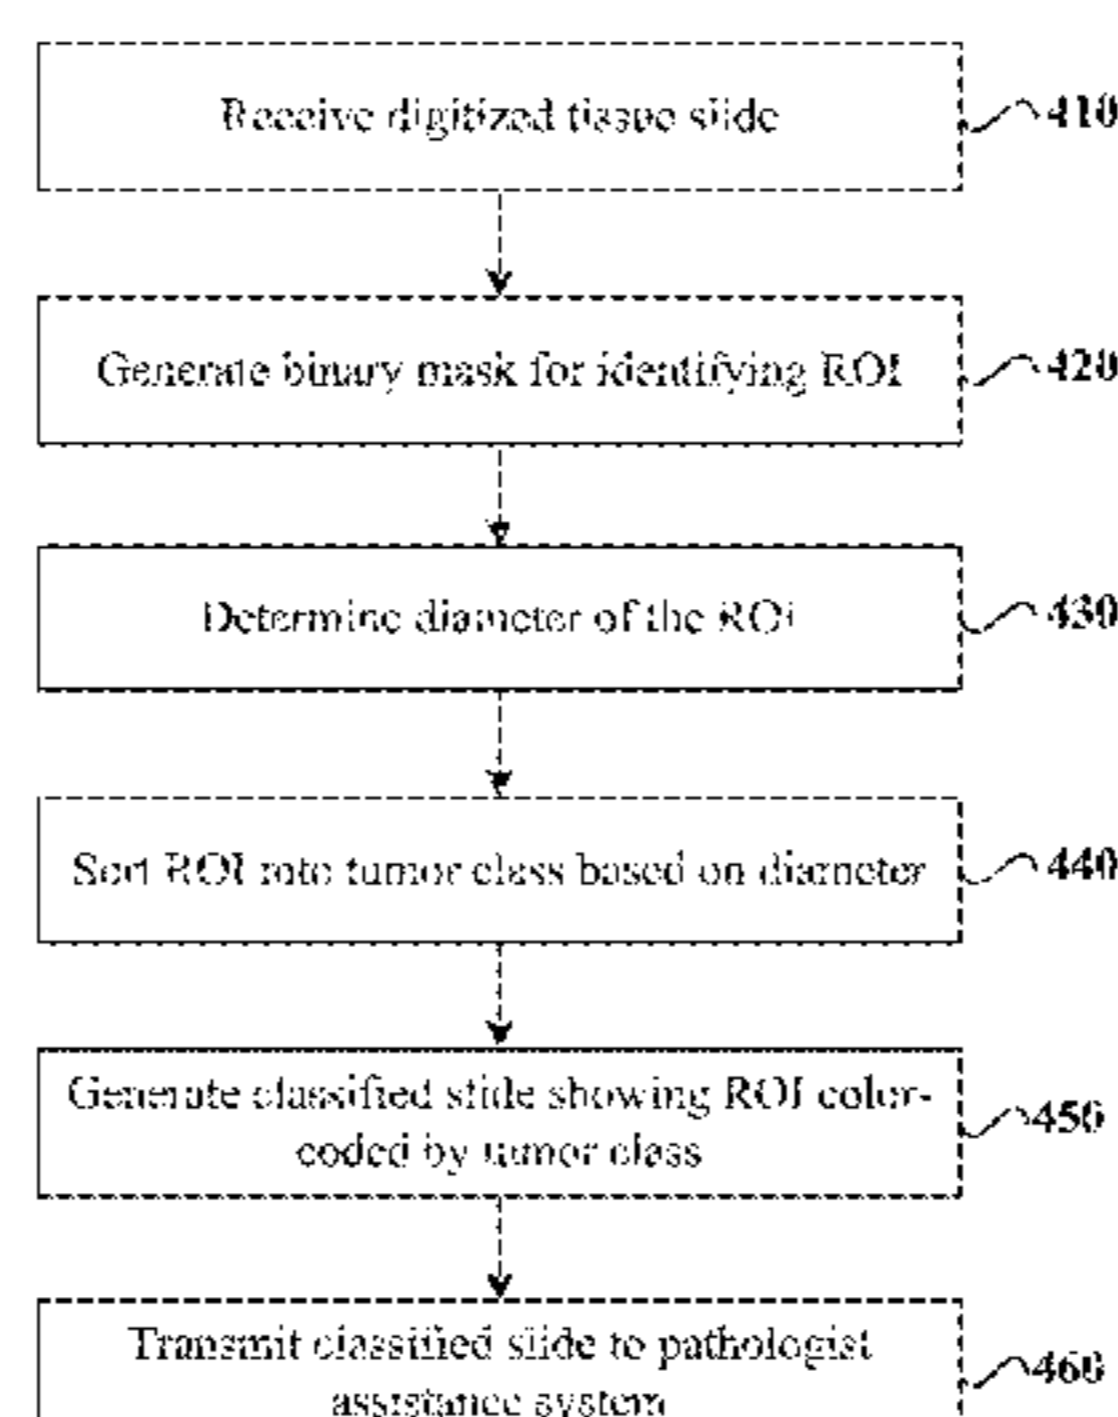 Receive digitized tissue slide
410
Generate binary mask for identifying ROI
420
Determine diameter of the ROI
430
Sort ROI into tumor class based on diameter
440
Generate classified slide showing ROI color-
coded by tumor class
450
Transmit classified slide to pathologist
assistance system
460